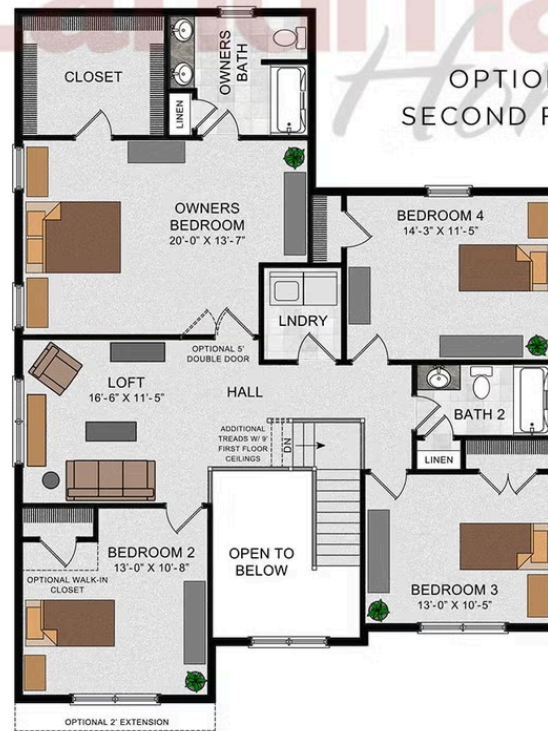 OPTIO
SECOND F
CLOSET
OWNERS
BATH
LINEN
OWNERS
BEDROOM
20'-0" X 13'-7"
BEDROOM 4
14'-3" X 11'-5"
LNDRY
OPTIONAL 5'
DOUBLE DOOR
LOFT
16'-6" X 11'-5"
HALL
BATH 2
ADDITIONAL
TREADS W/ 9'
FIRST FLOOR
CEILINGS
DN
LINEN
BEDROOM 2
13'-0" X 10'-8"
OPEN TO
BELOW
OPTIONAL WALK-IN
CLOSET
BEDROOM 3
13'-0" X 10'-5"
OPTIONAL 2' EXTENSION